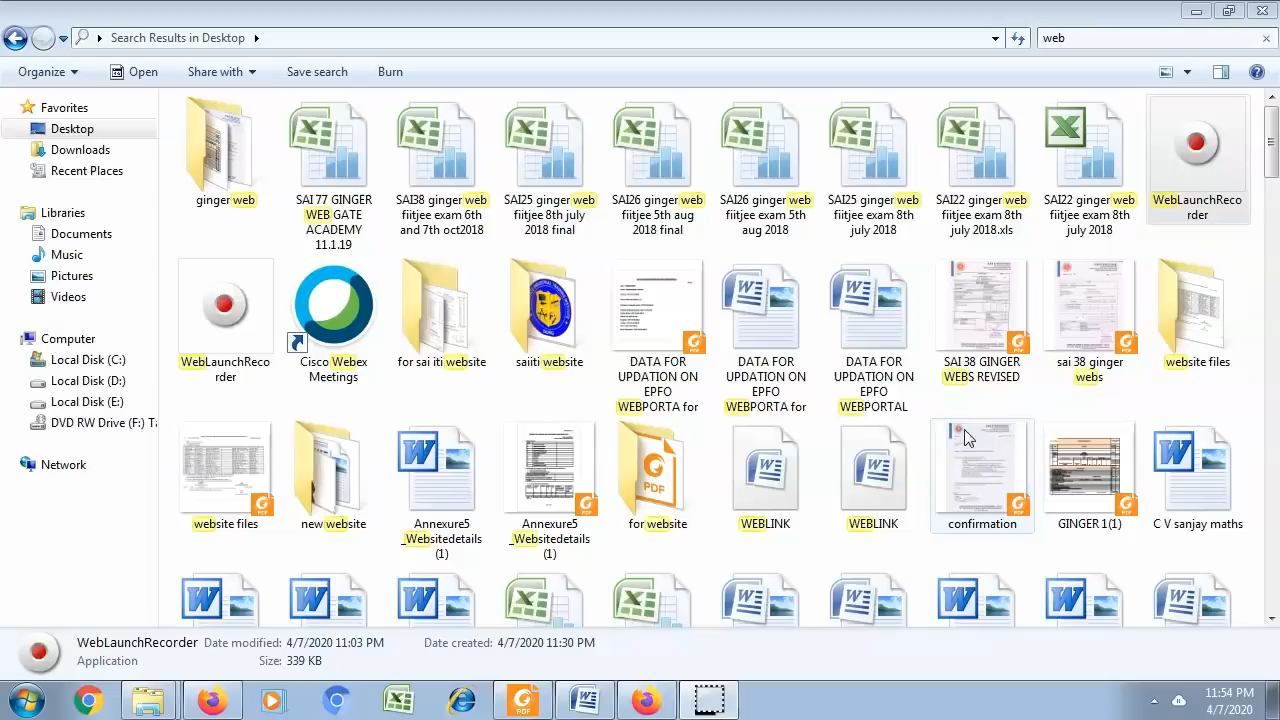 Search Results in Desktop
web
Organize
Open
Share with
Save search
Burn
Favorites
Desktop
Downloads
Recent Places
Libraries
Documents
Music
Pictures
Videos
Computer
Local Disk (C:)
Local Disk (D:)
Local Disk (E:)
DVD RW Drive (F:) Ta
Network
ginger web
SAI 77 GINGER
WEB GATE
ACADEMY
11.1.19
SAI38 ginger web
fiitjee exam 6th
and 7th oct2018
SAI25 ginger web
fiitjee 8th july
2018 final
SAI26 ginger web
fiitjee 5th aug
2018 final
SAI26 ginger web
fiitjee exam 5th
aug 2018
SAI25 ginger web
fiitjee exam 8th
july 2018
SAI22 ginger web
fiitjee exam 8th
july 2018.xls
SAI22 ginger web
fiitjee exam 8th
july 2018
WebLaunchReco
rder
WebLaunchReco
rder
Cisco Webex
Meetings
for sai iti website
saiiti website
DATA FOR
UPDATION ON
EPFO
WEBPORTA for
DATA FOR
UPDATION ON
EPFO
WEBPORTA for
DATA FOR
UPDATION ON
EPFO
WEBPORTAL
SAI 38 GINGER
WEBS REVISED
sai 38 ginger
webs
website files
website files
new website
Annexure5
_Websitedetails
(1)
Annexure5
_Websitedetails
(1)
for website
WEBLINK
WEBLINK
confirmation
GINGER 1(1)
C V sanjay maths
WebLaunchRecorder
Date modified: 4/7/2020 11:03 PM
Date created: 4/7/2020 11:30 PM
Application
Size: 339 KB
11:54 PM
4/7/2020